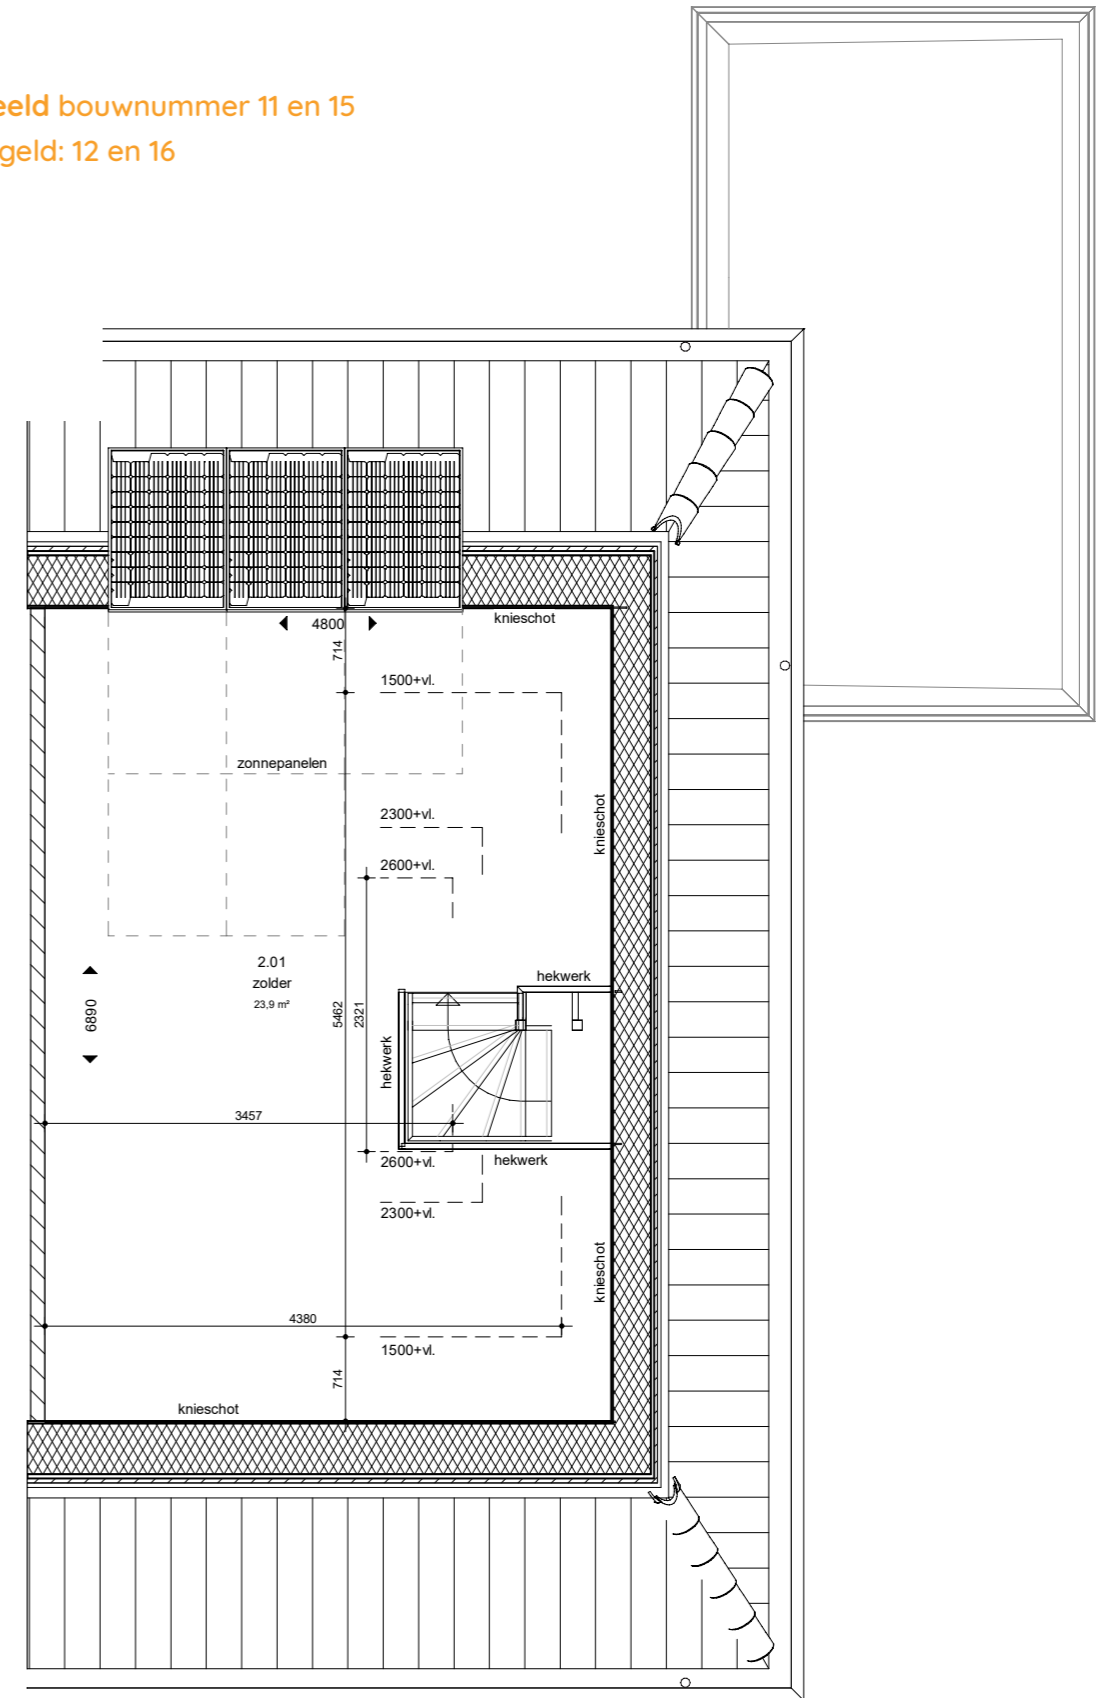 eeld bouwnummer 11 en 15
geld: 12 en 16
knieschot
4800
714
1500+vl.
zonnepanelen
2300+vl.
knieschot
2600+vl.
2.01
zolder
23,9 m²
hekwerk
6890
5462
2321
hekwerk
3457
2600+vl.
hekwerk
2300+vl.
knieschot
4380
1500+vl.
714
knieschot